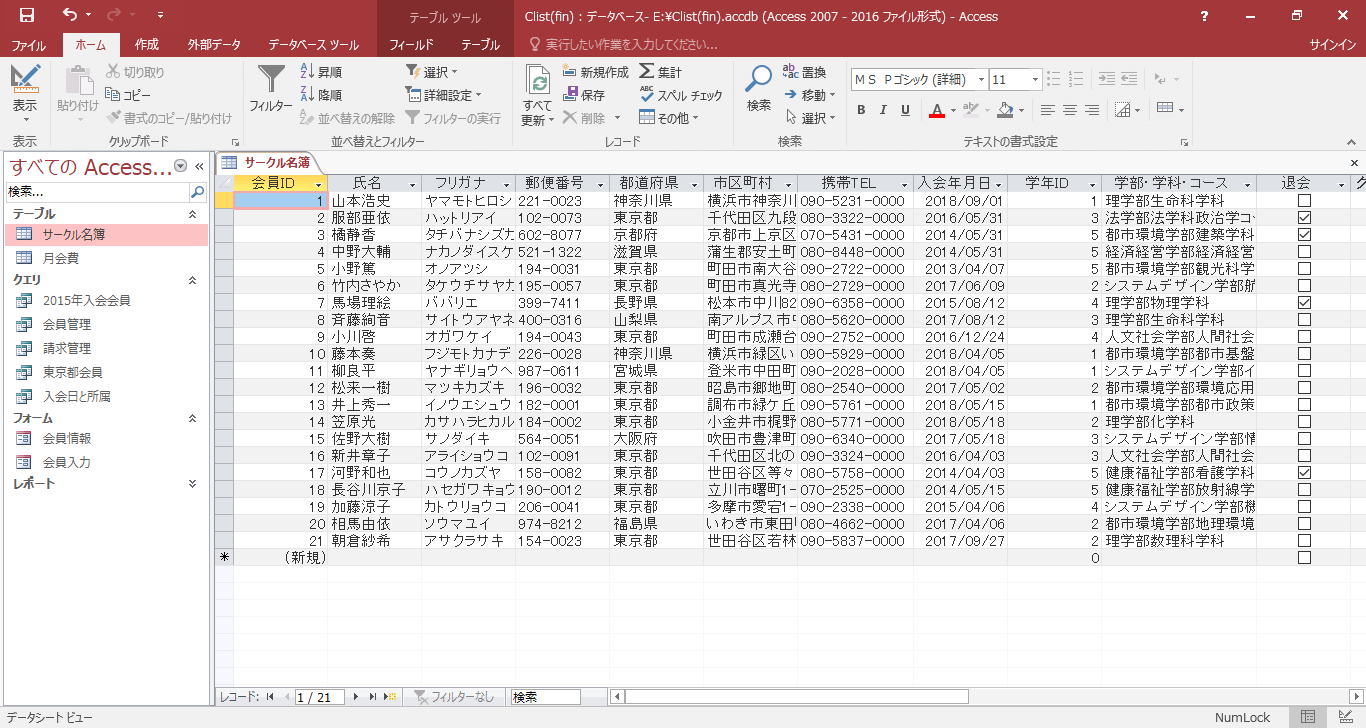 テーブル ツール
Clist(fin) : データベース- E:¥Clist(fin).accdb (Access 2007 - 2016 ファイル形式) - Access
ファイル ホーム 作成 外部データ データベース ツール フィールド テーブル 実行したい作業を入力してください... サインイン
表示 貼り付け 切り取り コピー 書式のコピー/貼り付け
フィルター 昇順 降順 並べ替えの解除 選択 詳細設定 フィルターの実行
すべて更新 新規作成 保存 削除 集計 スペル チェック その他
検索 置換 移動 選択
MS Pゴシック (詳細) 11
B I U A
表示 クリップボード 並べ替えとフィルター レコード 検索 テキストの書式設定
すべての Access...
検索...
テーブル
サークル名簿
月会費
クエリ
2015年入会会員
会員管理
請求管理
東京都会員
入会日と所属
フォーム
会員情報
会員入力
レポート
サークル名簿
会員ID 氏名 フリガナ 郵便番号 都道府県 市区町村 携帯TEL 入会年月日 学年ID 学部・学科・コース 退会 ク
1 山本浩史 ヤマモトヒロシ 221-0023 神奈川県 横浜市神奈川 090-5231-0000 2018/09/01 1 理学部生命科学科
2 服部亜依 ハットリアイ 102-0073 東京都 千代田区九段 080-3322-0000 2016/05/31 3 法学部法学科政治学コ
3 橘静香 タチバナシズカ 602-8077 京都府 京都市上京区 070-5431-0000 2014/05/31 5 都市環境学部建築学科
4 中野大輔 ナカノダイスケ 521-1322 滋賀県 蒲生郡安土町 080-8448-0000 2014/05/31 5 経済経営学部経済経営
5 小野篤 オノアツシ 194-0031 東京都 町田市南大谷 090-2722-0000 2013/04/07 5 都市環境学部観光科学
6 竹内さやか タケウチサヤカ 195-0057 東京都 町田市真光寺 080-2729-0000 2017/06/09 2 システムデザイン学部航
7 馬場理絵 ババリエ 399-7411 長野県 松本市中川82 090-6358-0000 2015/08/12 4 理学部物理学科
8 斉藤絢音 サイトウアヤネ 400-0316 山梨県 南アルプス市 080-5620-0000 2017/08/12 3 理学部生命科学科
9 小川啓 オガワケイ 194-0043 東京都 町田市成瀬台 090-2752-0000 2016/12/24 4 人文社会学部人間社会
10 藤本奏 フジモトカナデ 226-0028 神奈川県 横浜市緑区い 090-5929-0000 2018/04/05 1 都市環境学部都市基盤
11 柳良平 ヤナギリョウヘ 987-0611 宮城県 登米市中田町 090-2028-0000 2018/04/05 1 システムデザイン学部イ
12 松来一樹 マツキカズキ 196-0032 東京都 昭島市郷地町 080-2540-0000 2017/05/02 2 都市環境学部環境応用
13 井上秀一 イノウエシュウ 182-0001 東京都 調布市緑ケ丘 090-5761-0000 2018/05/15 1 都市環境学部都市政策
14 笠原光 カサハラヒカル 184-0002 東京都 小金井市梶野 080-5771-0000 2018/05/18 2 理学部化学科
15 佐野大樹 サノダイキ 564-0051 大阪府 吹田市豊津町 090-6340-0000 2017/05/18 3 システムデザイン学部情
16 新井章子 アライショウコ 102-0091 東京都 千代田区北の 090-3324-0000 2016/04/03 3 人文社会学部人間社会
17 河野和也 コウノカズヤ 158-0082 東京都 世田谷区等々 080-5758-0000 2014/04/03 5 健康福祉学部看護学科
18 長谷川京子 ハセガワキョウ 190-0012 東京都 立川市曙町1- 070-2525-0000 2014/05/15 5 健康福祉学部放射線学
19 加藤涼子 カトウリョウコ 206-0041 東京都 多摩市愛宕1- 090-2338-0000 2015/04/06 4 システムデザイン学部機
20 相馬由依 ソウマユイ 974-8212 福島県 いわき市東田 080-4662-0000 2017/04/06 2 都市環境学部地理環境
21 朝倉紗希 アサクラサキ 154-0023 東京都 世田谷区若林 090-5837-0000 2017/09/27 2 理学部数理科学科
* (新規) 0
レコード: 1 / 21 フィルターなし 検索
データシート ビュー NumLock